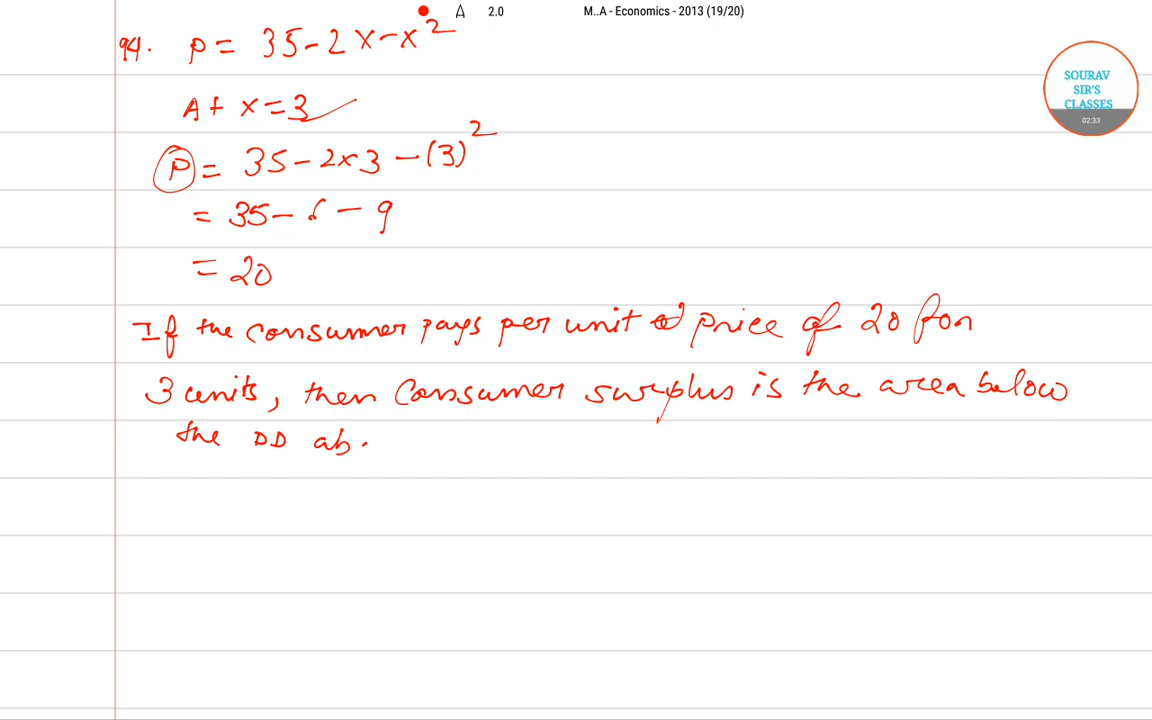 A 2.0 M..A - Economics - 2013 (19/20)
94. P = 35 - 2x - x²
SOURAV
SIR'S
CLASSES
02:33
At x = 3
P = 35 - 2x3 - (3)²
= 35 - 6 - 9
= 20
If the consumer pays per unit price of 20 for
3 units, then consumer surplus is the area below
the DD ab.